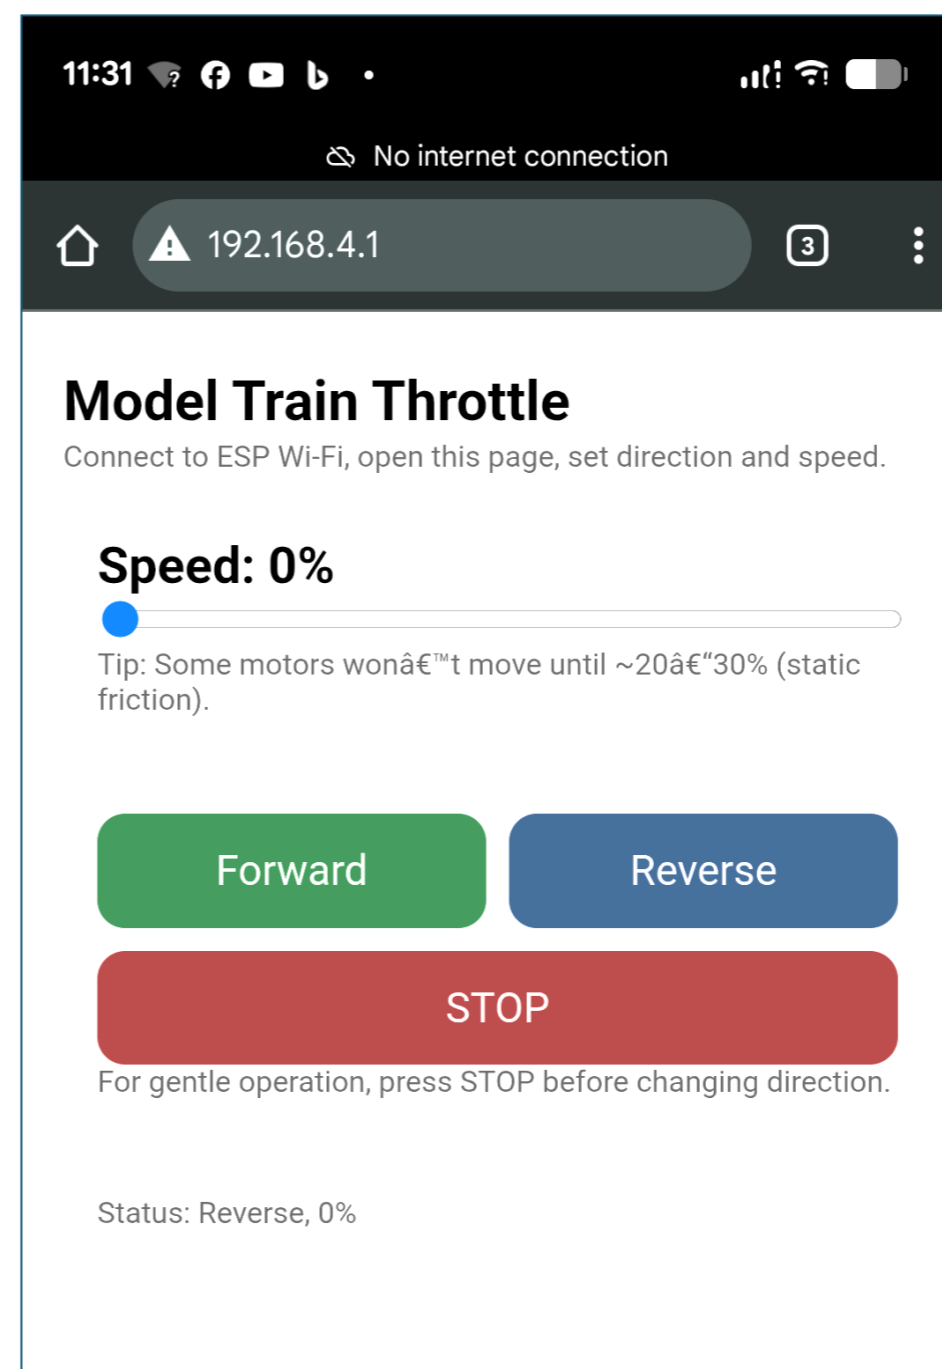 11:31
No internet connection
192.168.4.1
3
Model Train Throttle
Connect to ESP Wi-Fi, open this page, set direction and speed.
Speed: 0%
Tip: Some motors wonâ€™t move until ~20â€“30% (static
friction).
Forward
Reverse
STOP
For gentle operation, press STOP before changing direction.
Status: Reverse, 0%